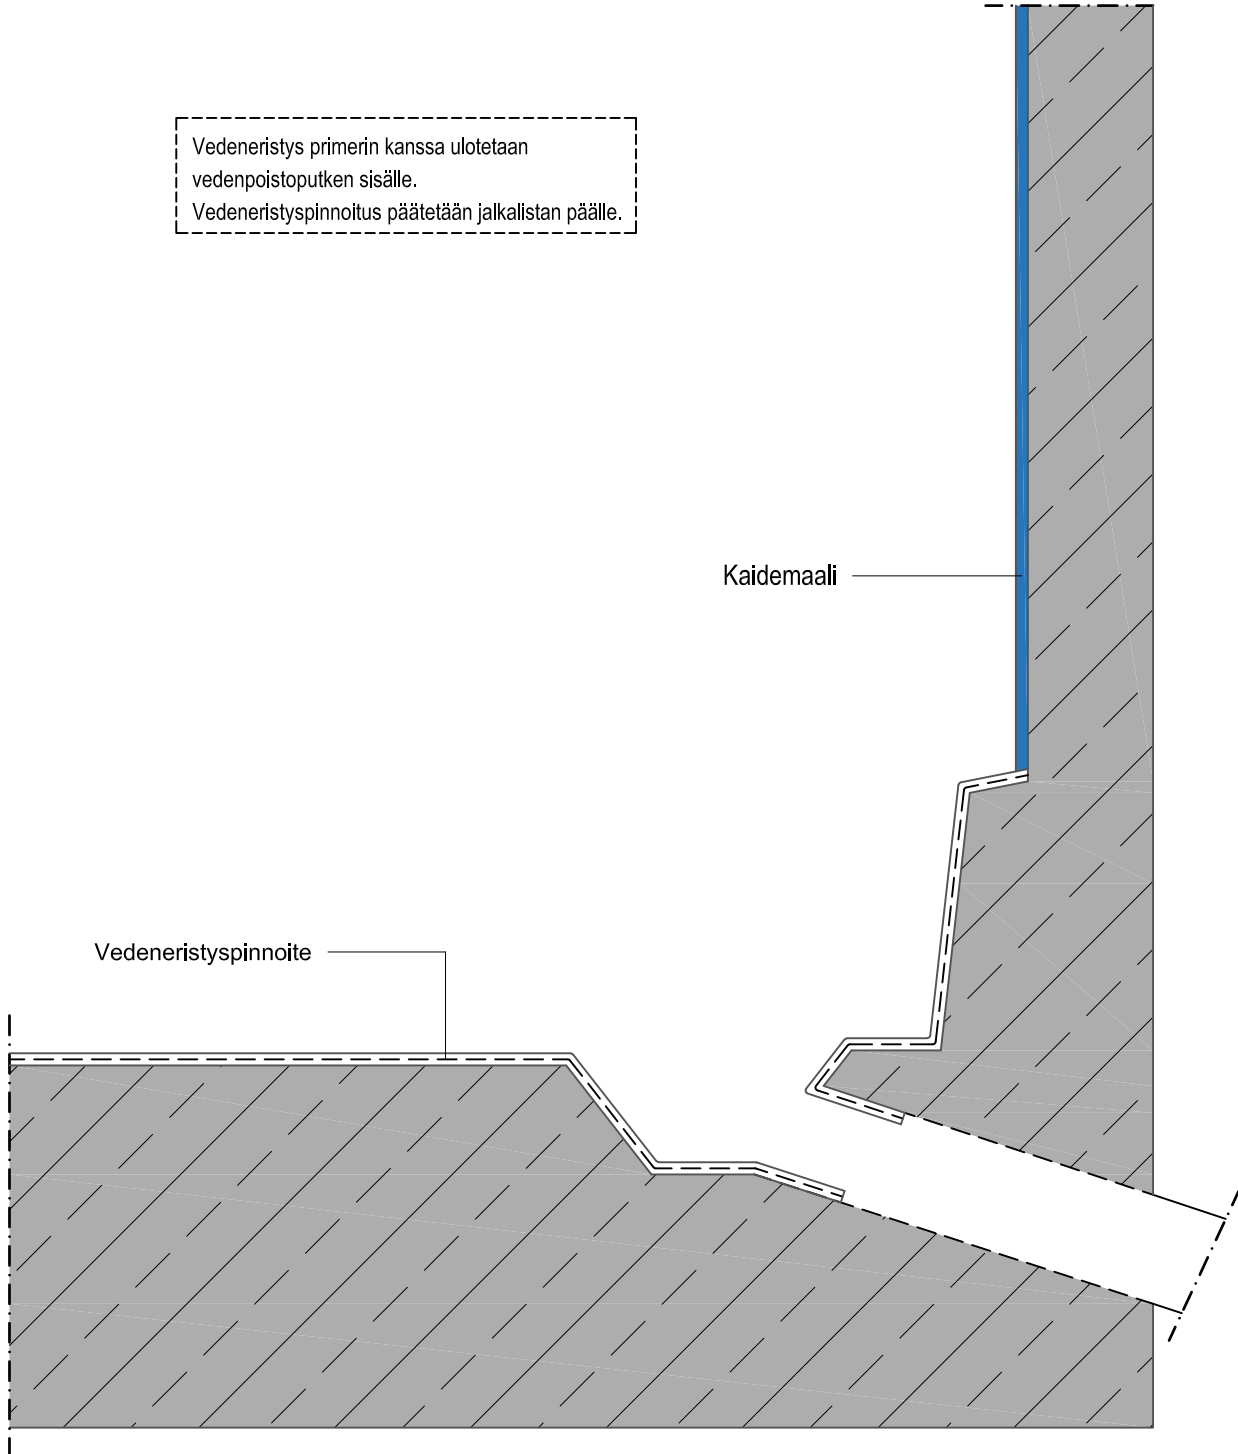 Vedeneristys primerin kanssa ulotetaan
vedenpoistoputken sisälle.
Vedeneristyspinnoitus päätetään jalkalistan päälle.
Kaidemaali
Vedeneristyspinnoite